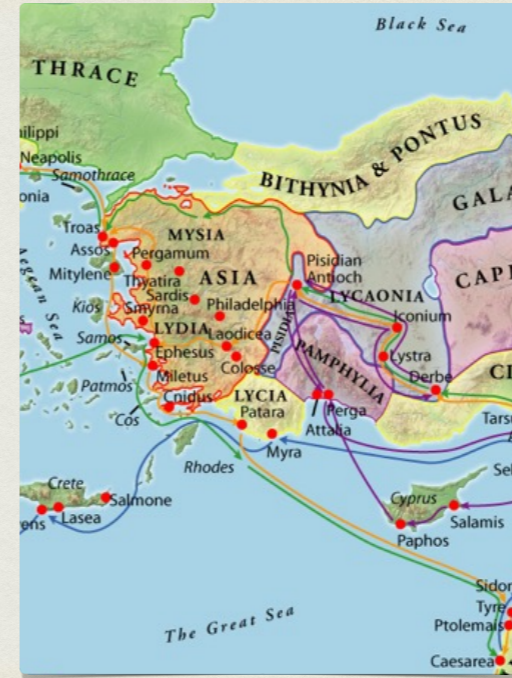 Black Sea
THRACE
ilippi
Neapolis
Samothrace
onia
BITHYNIA & PONTUS
GALA
Troas
Assos
MYSIA
Pergamum
Mitylene
Thyatira
ASIA
Pisidian
Antioch
CAPP
Aegean Sea
Sardis
Philadelphia
LYCAONIA
Kios
Smyrna
Iconium
LYDIA
Laodicea
PISIDIA
Samos
Ephesus
Colosse
PAMPHYLIA
Lystra
Patmos
Miletus
Derbe
CI
Cnidus
LYCIA
Cos
Patara
Perga
Attalia
Tarsu
Myra
Rhodes
Crete
Salmone
Cyprus
Sel
ens
Lasea
Salamis
Paphos
Sidon
The Great Sea
Tyre
Ptolemais
Caesarea